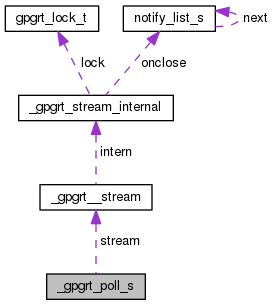 gpgrt_lock_t
notify_list_s
next
lock
onclose
_gpgrt_stream_internal
intern
_gpgrt__stream
stream
_gpgrt_poll_s